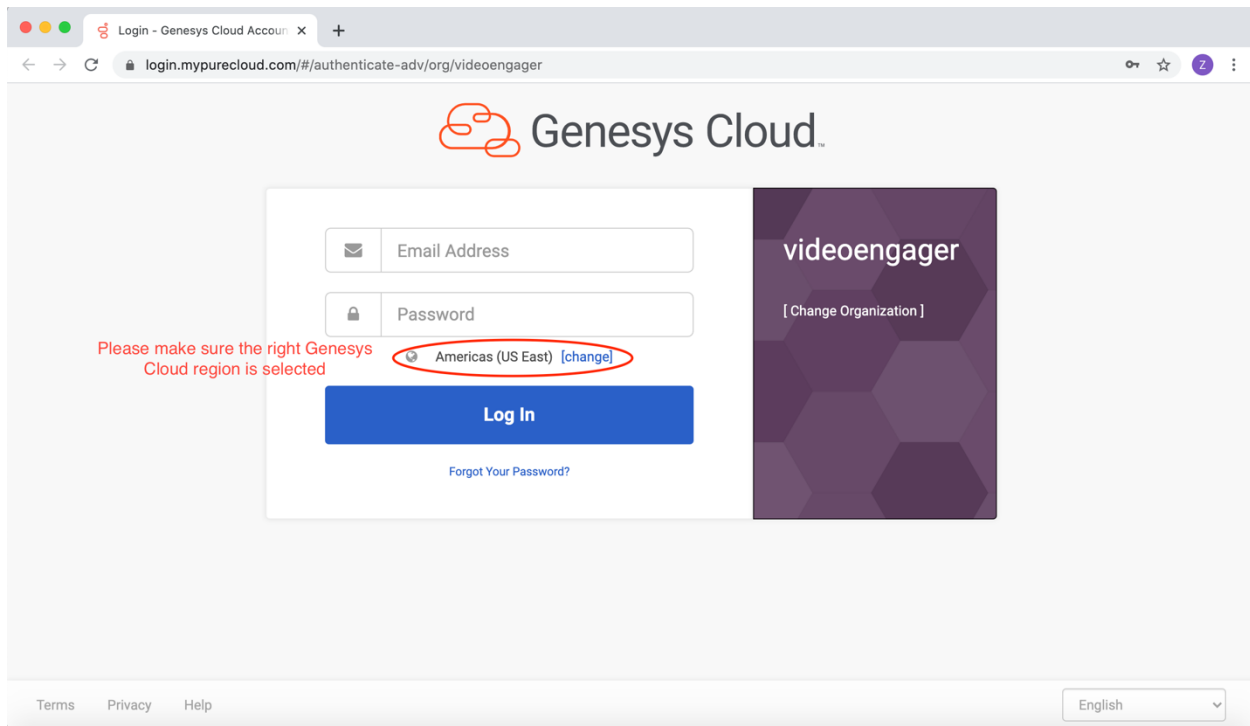 Login - Genesys Cloud Accoun
login.mypurecloud.com/#/authenticate-adv/org/videoengager
Z
Genesys Cloud™
Email Address
Password
Please make sure the right Genesys
Cloud region is selected
Americas (US East) [change]
Log In
Forgot Your Password?
videoengager
[ Change Organization ]
Terms Privacy Help
English